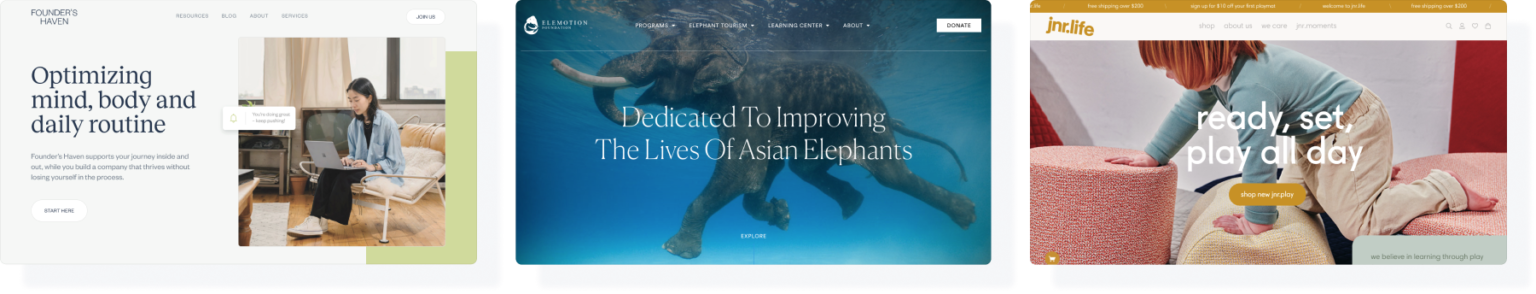 FOUNDER'S
HAVEN
RESOURCES BLOG ABOUT SERVICES
JOIN US
Optimizing
mind, body and
daily routine
You're doing great
- keep pushing!
Founder's Haven supports your journey inside and
out, while you build a company that thrives without
losing yourself in the process.
START HERE
ELEMOTION
FOUNDATION
PROGRAMS ELEPHANT TOURISM LEARNING CENTER ABOUT
DONATE
Dedicated To Improving
The Lives Of Asian Elephants
EXPLORE
life free shipping over $200 sign up for $10 off your first playmat welcome to jnr.life free shipping over $200
jnr.life
shop about us we care jnr.moments
ready, set,
play all day
shop new jnr.play
we believe in learning through play